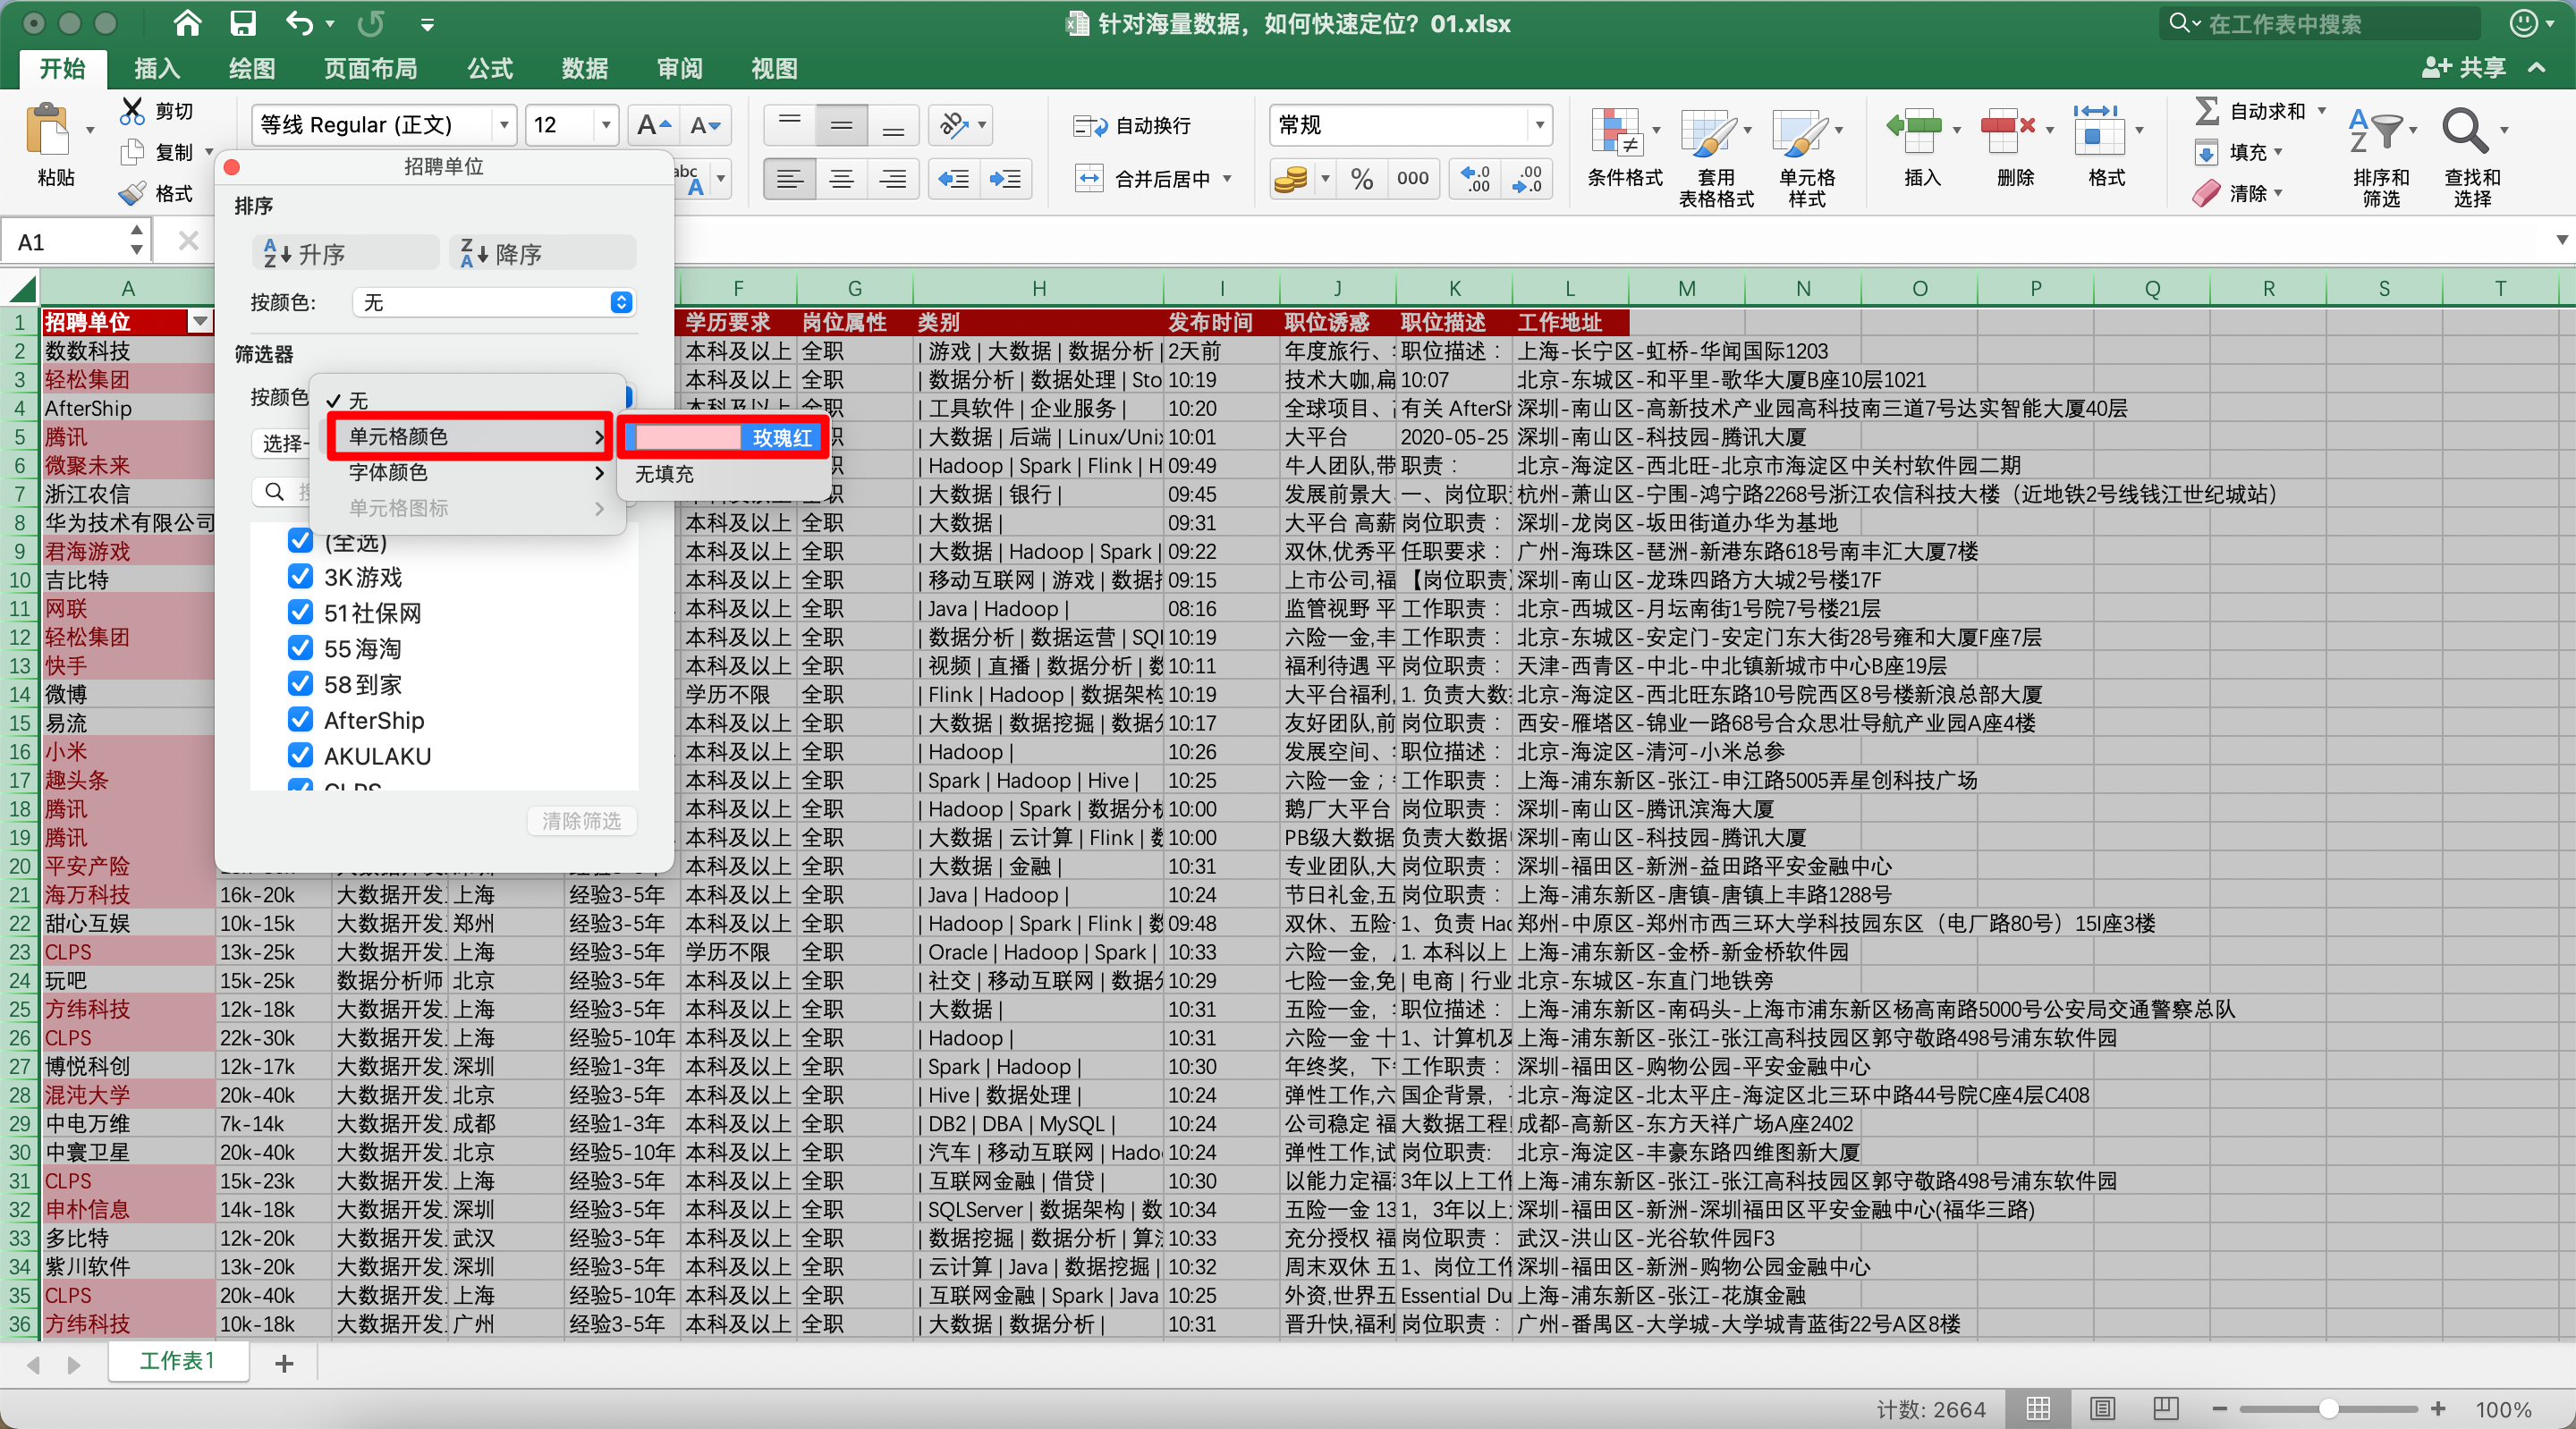 针对海量数据，如何快速定位？01.xlsx
在工作表中搜索
开始 插入 绘图 页面布局 公式 数据 审阅 视图 共享
粘贴 剪切 复制 格式
等线 Regular (正文) 12
自动换行
合并后居中
常规
条件格式 套用表格格式 单元格样式 插入 删除 格式
自动求和 填充 清除 排序和筛选 查找和选择
A1
招聘单位
排序
升序 降序
按颜色: 无
筛选器
按颜色
✓ 无
单元格颜色
字体颜色
单元格图标
玫瑰红
无填充
选择一
(全选)
3K游戏
51社保网
55海淘
58到家
AfterShip
AKULAKU
CLPS
清除筛选
A F G H I J K L M N O P Q R S T
1 招聘单位 学历要求 岗位属性 类别 发布时间 职位诱惑 职位描述 工作地址
2 数数科技 本科及以上 全职 | 游戏 | 大数据 | 数据分析 | 2天前 年度旅行、 职位描述： 上海-长宁区-虹桥-华闻国际1203
3 轻松集团 本科及以上 全职 | 数据分析 | 数据处理 | Sto 10:19 技术大咖,扁 10:07 北京-东城区-和平里-歌华大厦B座10层1021
4 AfterShip 本科及以上 全职 | 工具软件 | 企业服务 | 10:20 全球项目、 有关 AfterSh 深圳-南山区-高新技术产业园高科技南三道7号达实智能大厦40层
5 腾讯 | 大数据 | 后端 | Linux/Unix 10:01 大平台 2020-05-25 深圳-南山区-科技园-腾讯大厦
6 微聚未来 | Hadoop | Spark | Flink | H 09:49 牛人团队,带 职责： 北京-海淀区-西北旺-北京市海淀区中关村软件园二期
7 浙江农信 | 大数据 | 银行 | 09:45 发展前景大 一、岗位职责 杭州-萧山区-宁围-鸿宁路2268号浙江农信科技大楼（近地铁2号线钱江世纪城站）
8 华为技术有限公司 本科及以上 全职 | 大数据 | 09:31 大平台 高薪 岗位职责： 深圳-龙岗区-坂田街道办华为基地
9 君海游戏 本科及以上 全职 | 大数据 | Hadoop | Spark | 09:22 双休,优秀平 任职要求： 广州-海珠区-琶洲-新港东路618号南丰汇大厦7楼
10 吉比特 本科及以上 全职 | 移动互联网 | 游戏 | 数据挖 09:15 上市公司,福 【岗位职责】 深圳-南山区-龙珠四路方大城2号楼17F
11 网联 本科及以上 全职 | Java | Hadoop | 08:16 监管视野 平 工作职责： 北京-西城区-月坛南街1号院7号楼21层
12 轻松集团 本科及以上 全职 | 数据分析 | 数据运营 | SQL 10:19 六险一金,丰 工作职责： 北京-东城区-安定门-安定门东大街28号雍和大厦F座7层
13 快手 本科及以上 全职 | 视频 | 直播 | 数据分析 | 数 10:11 福利待遇 平 岗位职责： 天津-西青区-中北-中北镇新城市中心B座19层
14 微博 学历不限 全职 | Flink | Hadoop | 数据架构 10:19 大平台福利, 1. 负责大数据 北京-海淀区-西北旺东路10号院西区8号楼新浪总部大厦
15 易流 本科及以上 全职 | 大数据 | 数据挖掘 | 数据分 10:17 友好团队,前 岗位职责： 西安-雁塔区-锦业一路68号合众思壮导航产业园A座4楼
16 小米 本科及以上 全职 | Hadoop | 10:26 发展空间、 职位描述： 北京-海淀区-清河-小米总参
17 趣头条 本科及以上 全职 | Spark | Hadoop | Hive | 10:25 六险一金； 工作职责： 上海-浦东新区-张江-申江路5005弄星创科技广场
18 腾讯 本科及以上 全职 | Hadoop | Spark | 数据分析 10:00 鹅厂大平台 岗位职责： 深圳-南山区-腾讯滨海大厦
19 腾讯 本科及以上 全职 | 大数据 | 云计算 | Flink | 数 10:00 PB级大数据 负责大数据 深圳-南山区-科技园-腾讯大厦
20 平安产险 本科及以上 全职 | 大数据 | 金融 | 10:31 专业团队,大 岗位职责： 深圳-福田区-新洲-益田路平安金融中心
21 海万科技 16k-20k 大数据开发 上海 经验3-5年 本科及以上 全职 | Java | Hadoop | 10:24 节日礼金,五 岗位职责： 上海-浦东新区-唐镇-唐镇上丰路1288号
22 甜心互娱 10k-15k 大数据开发 郑州 经验3-5年 本科及以上 全职 | Hadoop | Spark | Flink | 数 09:48 双休、五险一 1、负责 Had 郑州-中原区-郑州市西三环大学科技园东区（电厂路80号）15l座3楼
23 CLPS 13k-25k 大数据开发 上海 经验3-5年 学历不限 全职 | Oracle | Hadoop | Spark | 10:33 六险一金， 1. 本科以上 上海-浦东新区-金桥-新金桥软件园
24 玩吧 15k-25k 数据分析师 北京 经验3-5年 本科及以上 全职 | 社交 | 移动互联网 | 数据分 10:29 七险一金,免 | 电商 | 行业 北京-东城区-东直门地铁旁
25 方纬科技 12k-18k 大数据开发 上海 经验3-5年 本科及以上 全职 | 大数据 | 10:31 五险一金， 职位描述： 上海-浦东新区-南码头-上海市浦东新区杨高南路5000号公安局交通警察总队
26 CLPS 22k-30k 大数据开发 上海 经验5-10年 本科及以上 全职 | Hadoop | 10:31 六险一金 十 1、计算机及 上海-浦东新区-张江-张江高科技园区郭守敬路498号浦东软件园
27 博悦科创 12k-17k 大数据开发 深圳 经验1-3年 本科及以上 全职 | Spark | Hadoop | 10:30 年终奖，下午 工作职责： 深圳-福田区-购物公园-平安金融中心
28 混沌大学 20k-40k 大数据开发 北京 经验3-5年 本科及以上 全职 | Hive | 数据处理 | 10:24 弹性工作,六 国企背景， 北京-海淀区-北太平庄-海淀区北三环中路44号院C座4层C408
29 中电万维 7k-14k 大数据开发 成都 经验1-3年 本科及以上 全职 | DB2 | DBA | MySQL | 10:24 公司稳定 福 大数据工程 成都-高新区-东方天祥广场A座2402
30 中寰卫星 20k-40k 大数据开发 北京 经验5-10年 本科及以上 全职 | 汽车 | 移动互联网 | Hado 10:24 弹性工作,试 岗位职责: 北京-海淀区-丰豪东路四维图新大厦
31 CLPS 15k-23k 大数据开发 上海 经验3-5年 本科及以上 全职 | 互联网金融 | 借贷 | 10:30 以能力定福利 3年以上工作 上海-浦东新区-张江-张江高科技园区郭守敬路498号浦东软件园
32 申朴信息 14k-18k 大数据开发 深圳 经验3-5年 本科及以上 全职 | SQLServer | 数据架构 | 数 10:34 五险一金 13 1，3年以上 深圳-福田区-新洲-深圳福田区平安金融中心(福华三路)
33 多比特 12k-20k 大数据开发 武汉 经验3-5年 本科及以上 全职 | 数据挖掘 | 数据分析 | 算法 10:33 充分授权 福 岗位职责： 武汉-洪山区-光谷软件园F3
34 紫川软件 13k-20k 大数据开发 深圳 经验3-5年 本科及以上 全职 | 云计算 | Java | 数据挖掘 | 10:32 周末双休 五 1、岗位工作 深圳-福田区-新洲-购物公园金融中心
35 CLPS 20k-40k 大数据开发 上海 经验5-10年 本科及以上 全职 | 互联网金融 | Spark | Java 10:25 外资,世界五 Essential Du 上海-浦东新区-张江-花旗金融
36 方纬科技 10k-18k 大数据开发 广州 经验3-5年 本科及以上 全职 | 大数据 | 数据分析 | 10:31 晋升快,福利 岗位职责： 广州-番禺区-大学城-大学城青蓝街22号A区8楼
工作表1
计数: 2664 100%